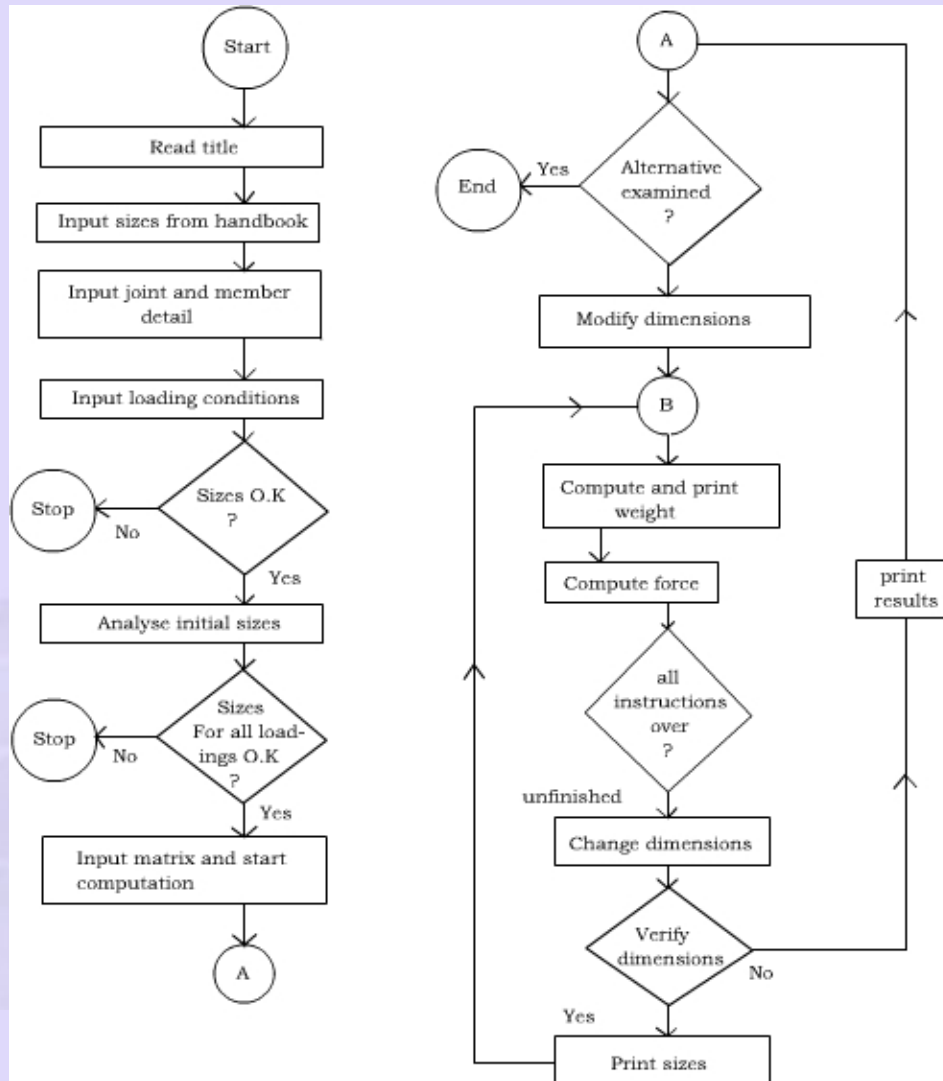 Start
Read title
Input sizes from handbook
Input joint and member
detail
Input loading conditions
Sizes O.K
?
Stop
No
Yes
Analyse initial sizes
Sizes
For all load-
ings O.K
?
Stop
No
Yes
Input matrix and start
computation
A
A
Alternative
examined
?
Yes
End
Modify dimensions
B
Compute and print
weight
Compute force
all
instructions
over
?
unfinished
Change dimensions
Verify
dimensions
No
Yes
Print sizes
print
results